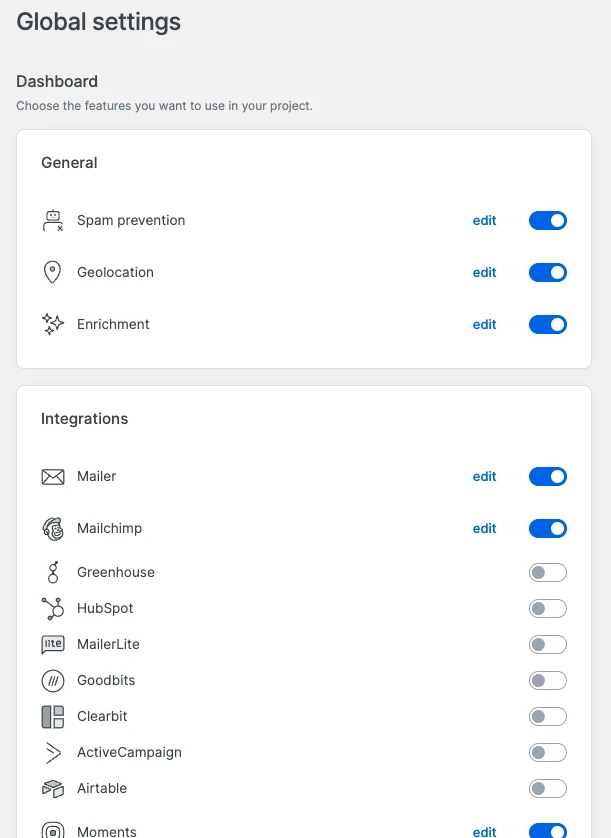 Global settings
Dashboard
Choose the features you want to use in your project.
General
Spam prevention edit
Geolocation edit
Enrichment edit
Integrations
Mailer edit
Mailchimp edit
Greenhouse
HubSpot
lite MailerLite
Goodbits
Clearbit
ActiveCampaign
Airtable
Moments edit